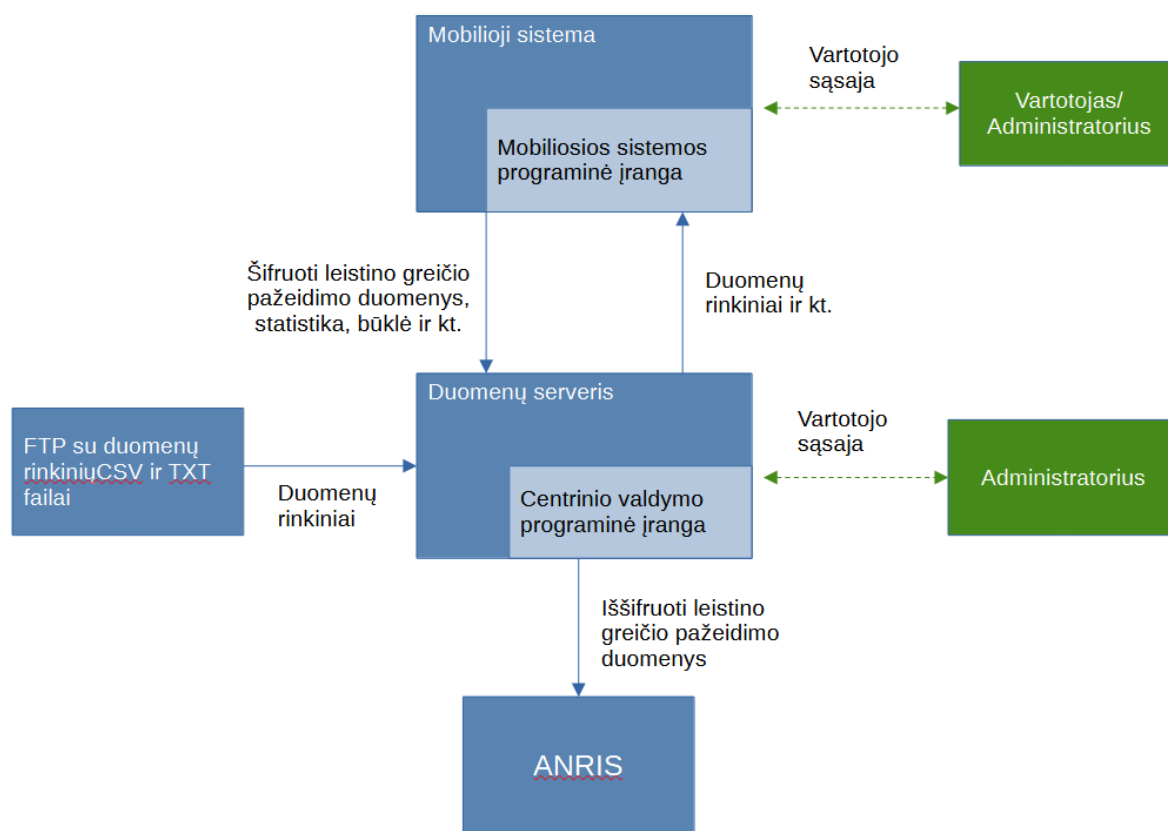 Mobilioji sistema
Vartotojo
sąsaja
Vartotojas/
Administratorius
Mobiliosios sistemos
programinė įranga
Šifruoti leistino greičio
pažeidimo duomenys,
statistika, būklė ir kt.
Duomenų
rinkiniai ir kt.
Duomenų serveris
Vartotojo
sąsaja
FTP su duomenų
rinkiniųCSV ir TXT
failai
Duomenų
rinkiniai
Centrinio valdymo
programinė įranga
Administratorius
Iššifruoti leistino
greičio pažeidimo
duomenys
ANRIS